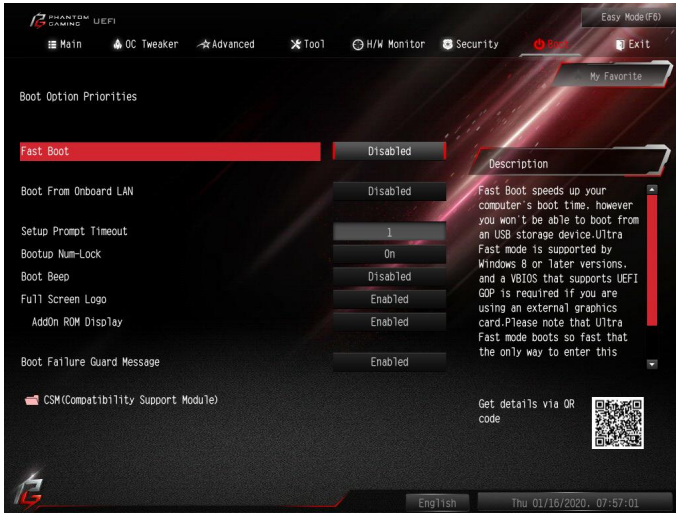 PHANTOM
GAMING UEFI
Easy Mode(F6)
Main OC Tweaker Advanced Tool H/W Monitor Security Boot Exit
My Favorite
Boot Option Priorities
Fast Boot Disabled
Description
Boot From Onboard LAN Disabled
Setup Prompt Timeout 1
Bootup Num-Lock On
Boot Beep Disabled
Full Screen Logo Enabled
AddOn ROM Display Enabled
Boot Failure Guard Message Enabled
CSM(Compatibility Support Module)
Fast Boot speeds up your
computer's boot time. however
you won't be able to boot from
an USB storage device.Ultra
Fast mode is supported by
Windows 8 or later versions.
and a VBIOS that supports UEFI
GOP is required if you are
using an external graphics
card.Please note that Ultra
Fast mode boots so fast that
the only way to enter this
Get details via QR
code
English
Thu 01/16/2020. 07:57:01